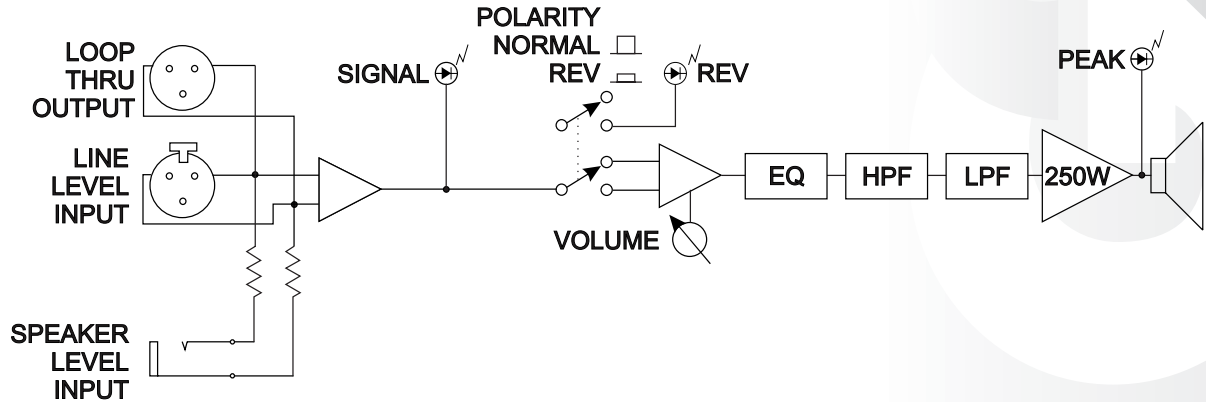 LOOP
THRU
OUTPUT
LINE
LEVEL
INPUT
SPEAKER
LEVEL
INPUT
SIGNAL
POLARITY
NORMAL
REV
REV
VOLUME
EQ
HPF
LPF
250W
PEAK